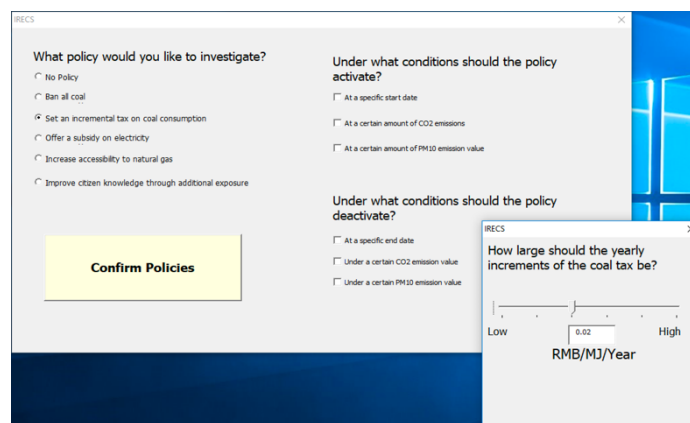 IRECS
What policy would you like to investigate?
No Policy
Ban all coal
Set an incremental tax on coal consumption
Offer a subsidy on electricity
Increase accessibility to natural gas
Improve citizen knowledge through additional exposure
Confirm Policies
Under what conditions should the policy
activate?
At a specific start date
At a certain amount of CO2 emissions
At a certain amount of PM10 emission value
Under what conditions should the policy
deactivate?
At a specific end date
Under a certain CO2 emission value
Under a certain PM10 emission value
IRECS
How large should the yearly
increments of the coal tax be?
Low 0.02 High
RMB/MJ/Year